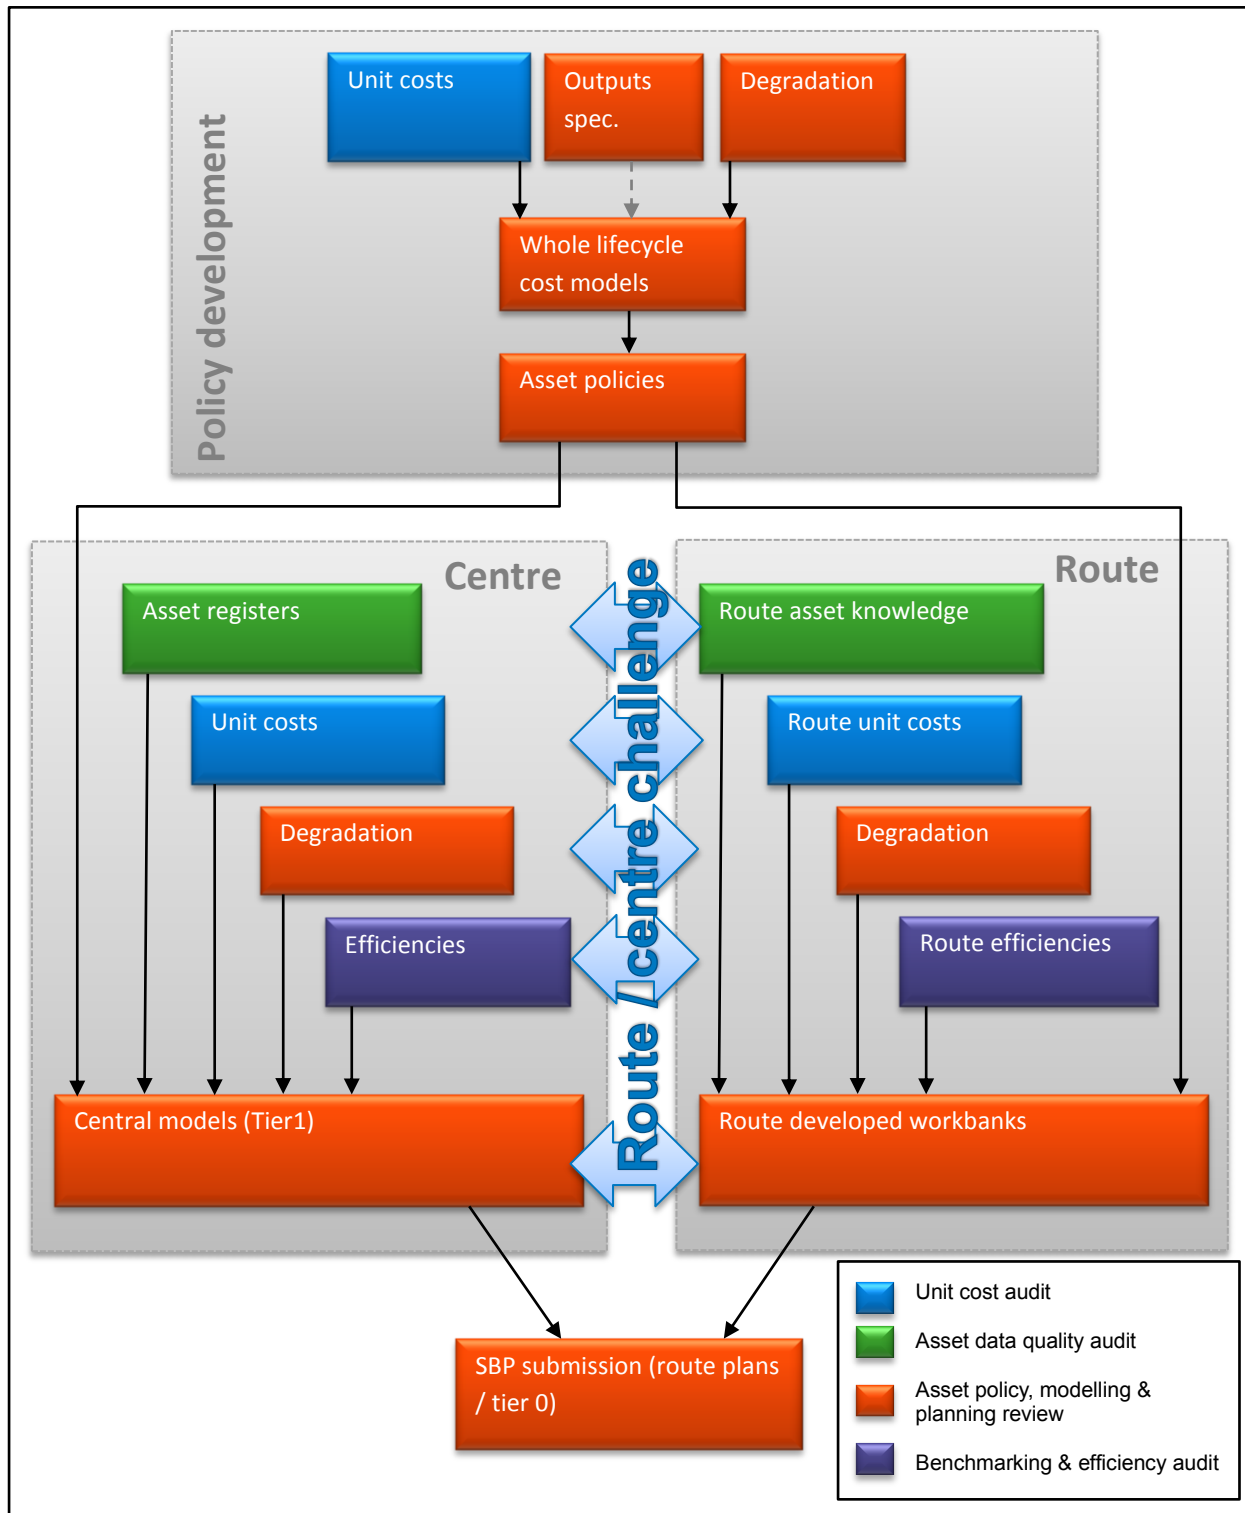 Policy development
Unit costs
Outputs
spec.
Degradation
Whole lifecycle
cost models
Asset policies
Centre
Asset registers
Unit costs
Degradation
Efficiencies
Central models (Tier1)
Route / centre challenge
Route
Route asset knowledge
Route unit costs
Degradation
Route efficiencies
Route developed workbanks
SBP submission (route plans
/ tier 0)
Unit cost audit
Asset data quality audit
Asset policy, modelling &
planning review
Benchmarking & efficiency audit